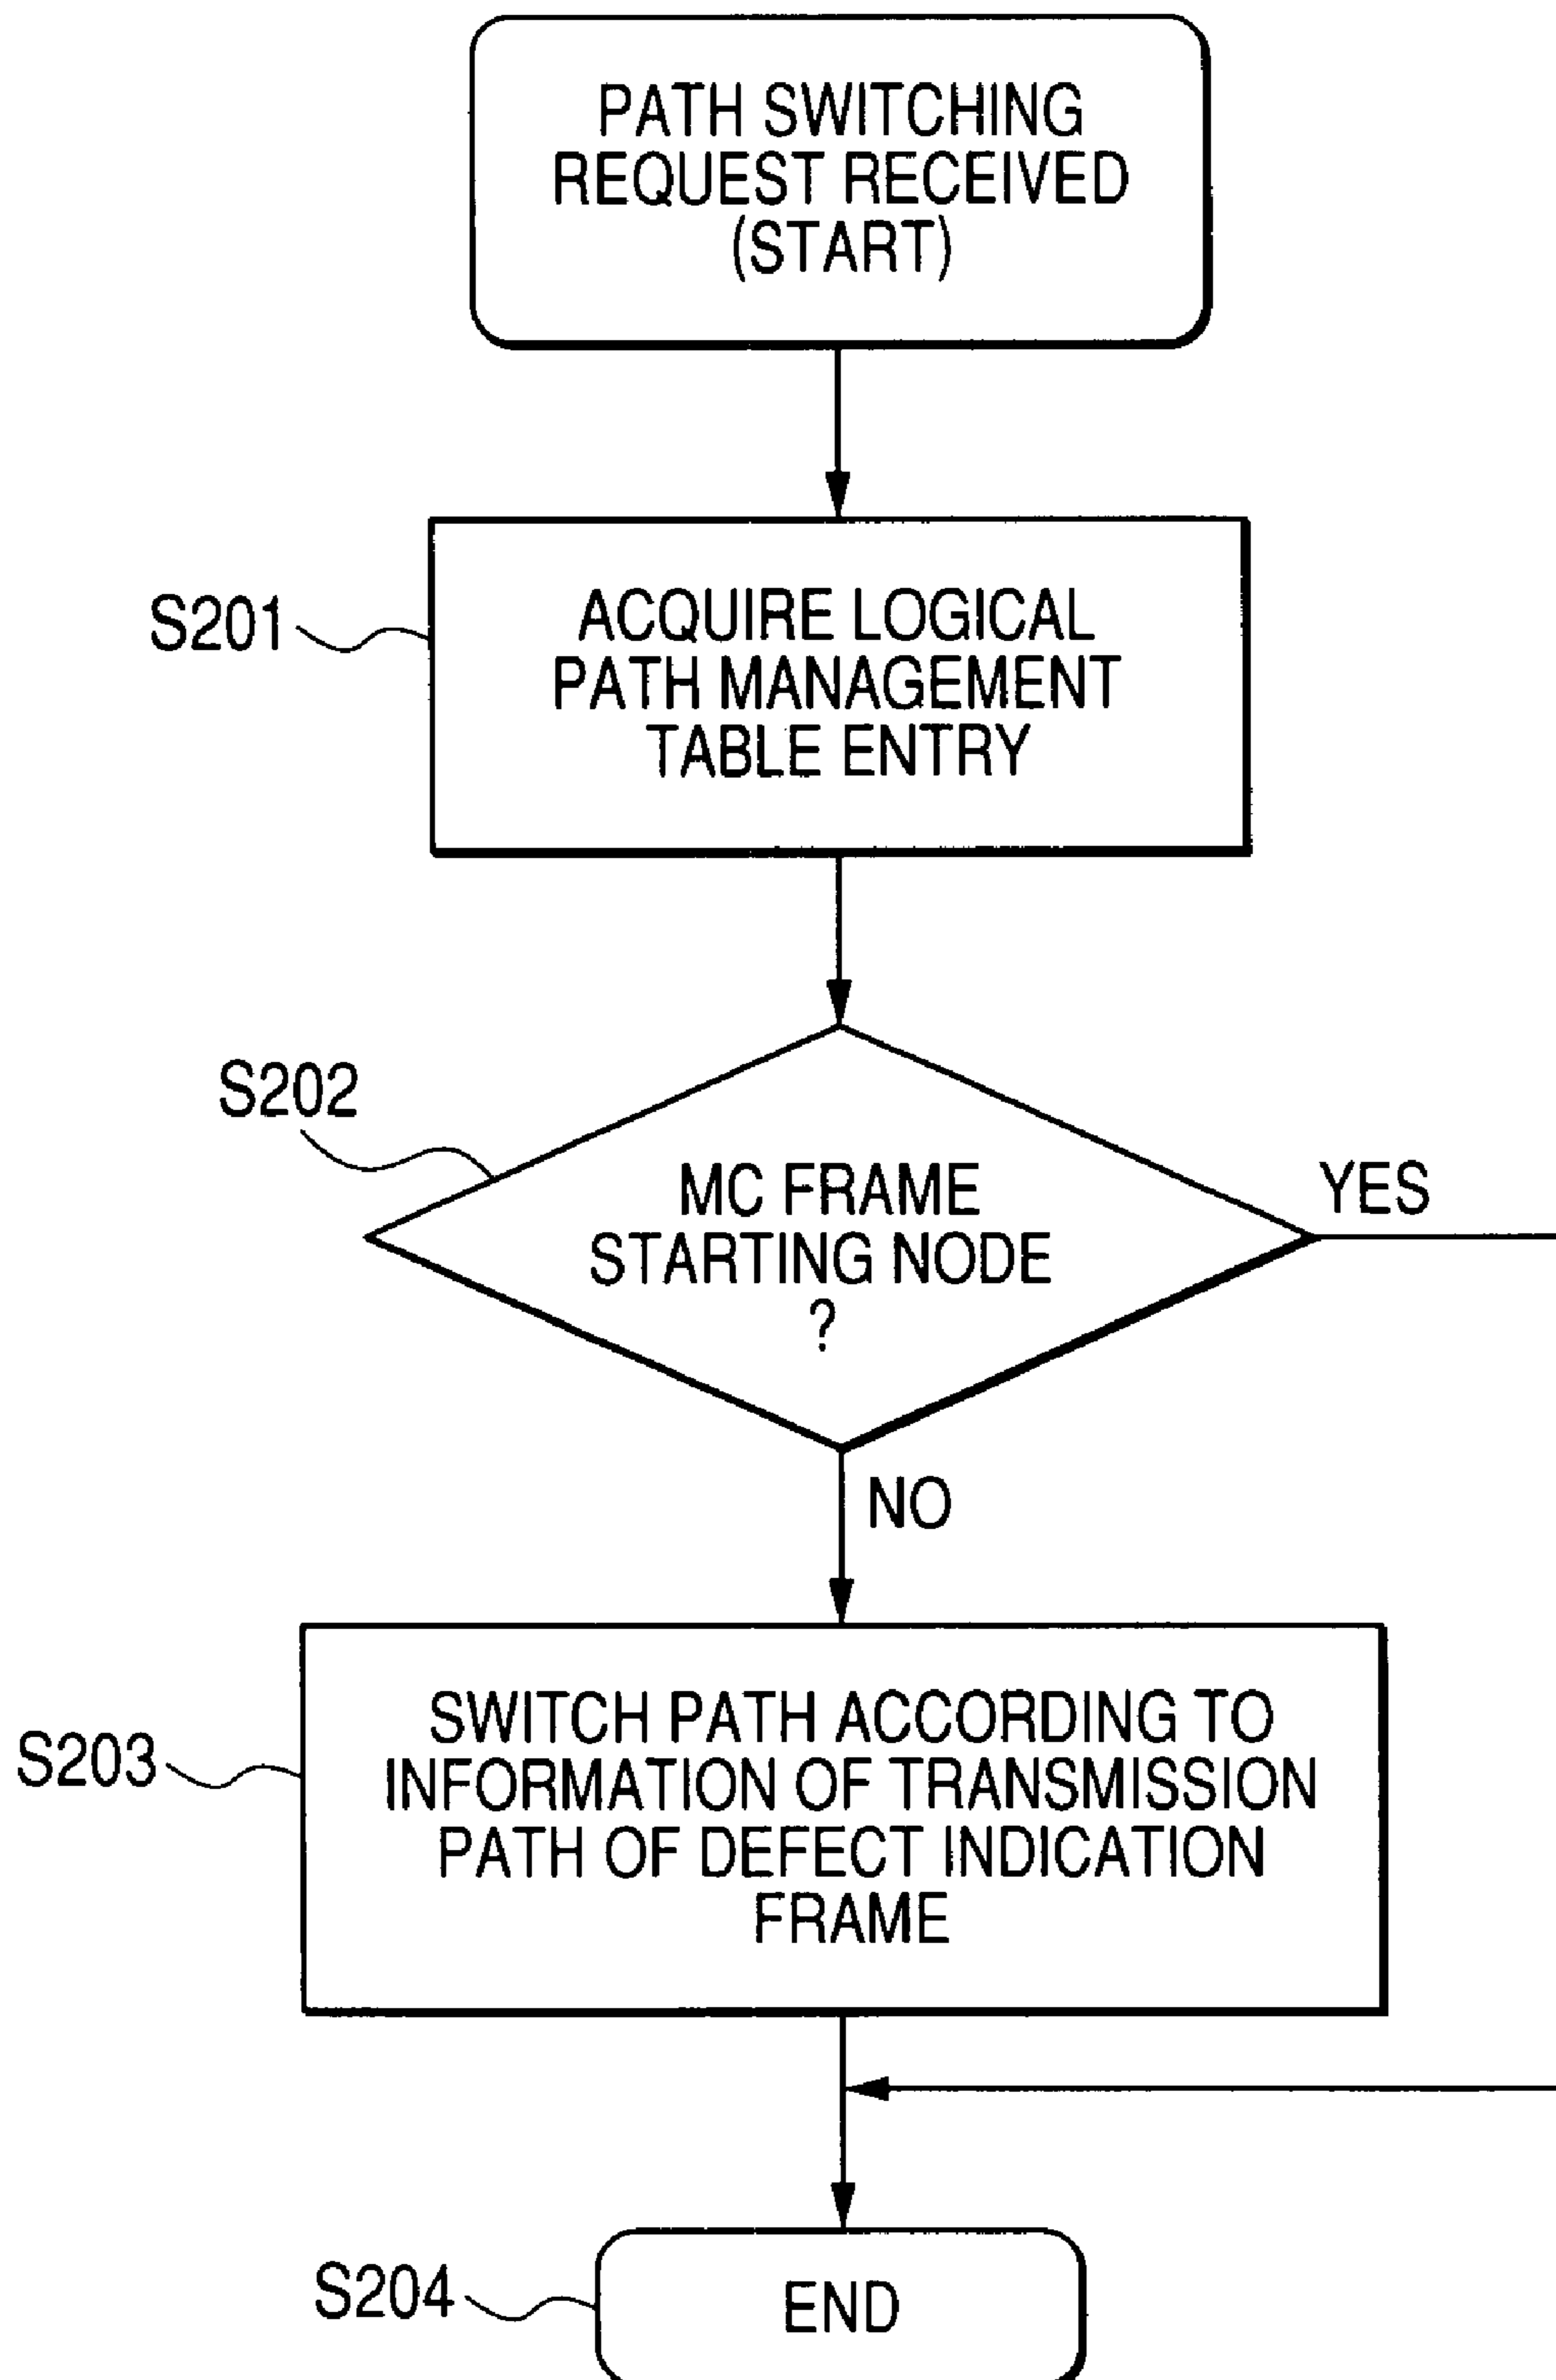 PATH SWITCHING
REQUEST RECEIVED
(START)
S201
ACQUIRE LOGICAL
PATH MANAGEMENT
TABLE ENTRY
S202
MC FRAME
STARTING NODE
?
YES
NO
S203
SWITCH PATH ACCORDING TO
INFORMATION OF TRANSMISSION
PATH OF DEFECT INDICATION
FRAME
S204
END